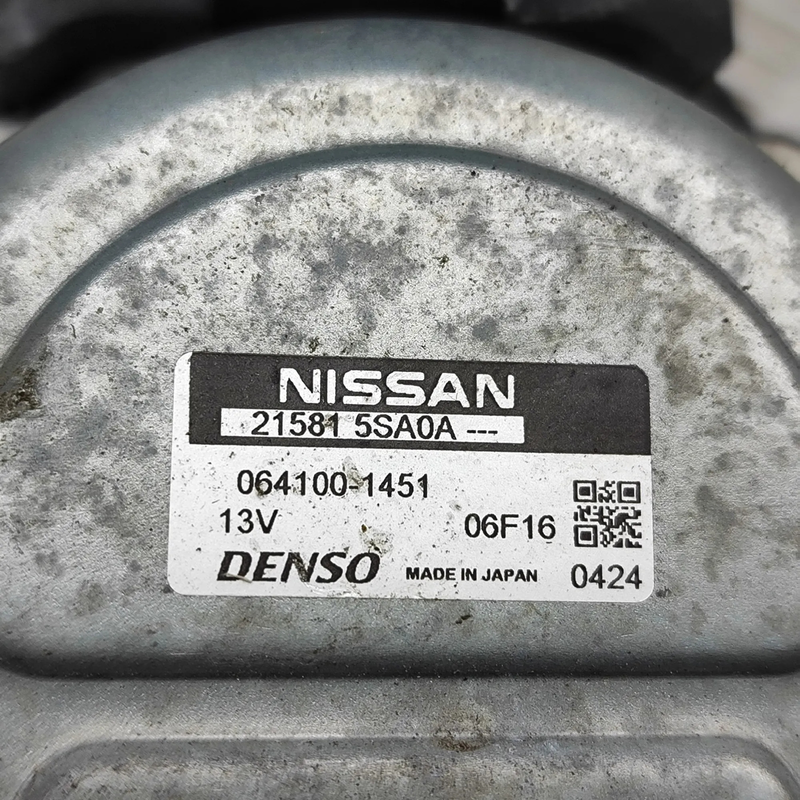 NISSAN
21581 5SA0A ---
064100-1451
13V 06F16
DENSO MADE IN JAPAN 0424